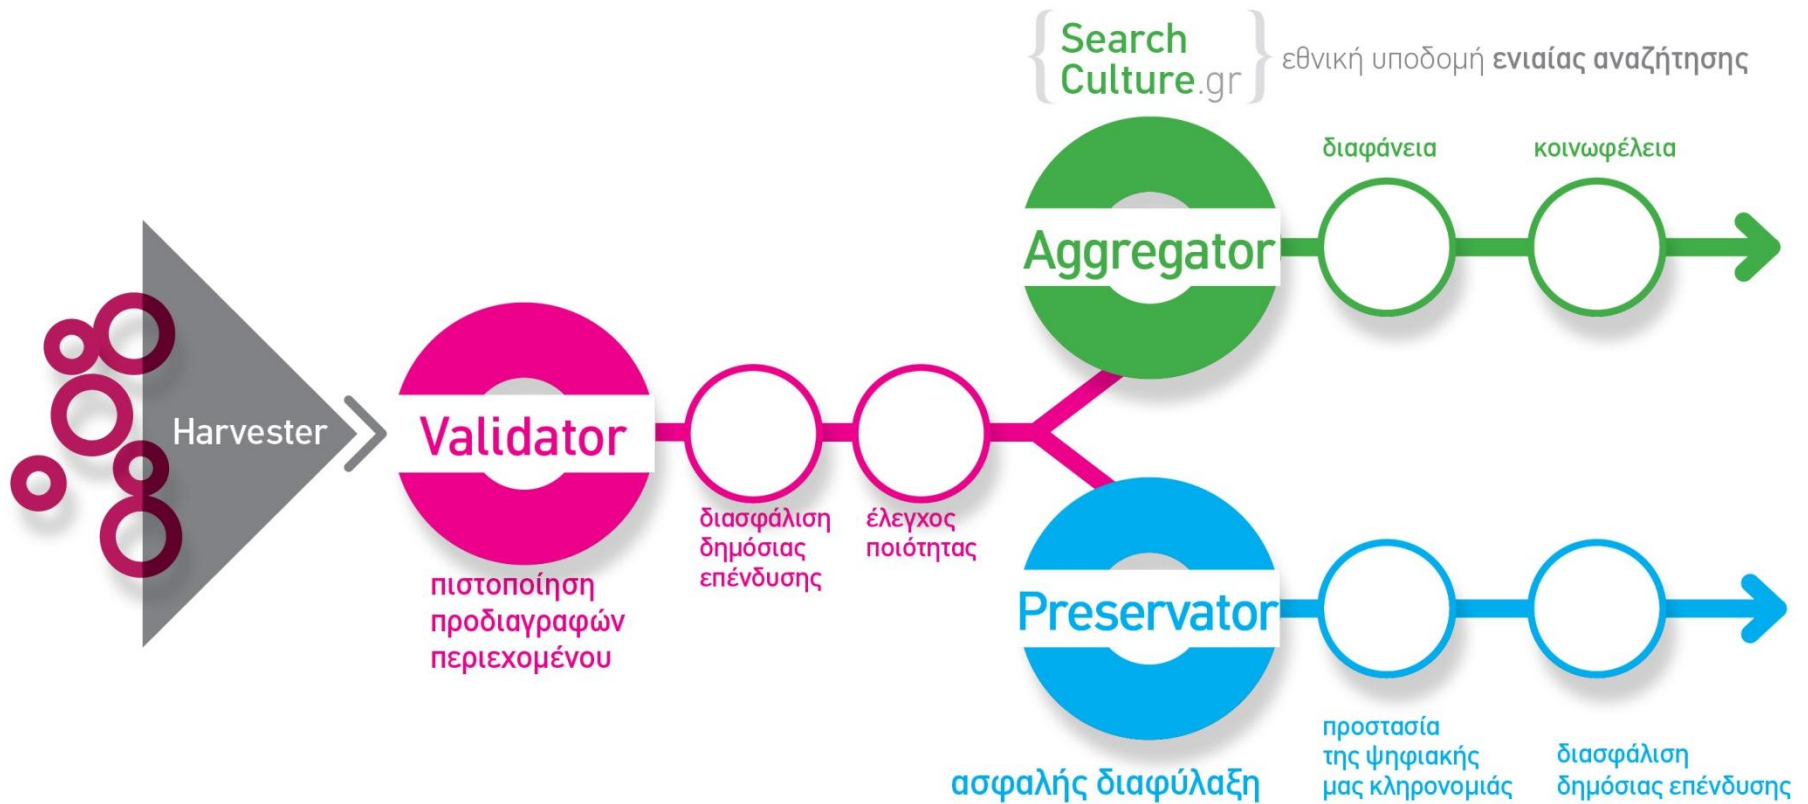 Search
Culture.gr
εθνική υποδομή ενιαίας αναζήτησης
διαφάνεια
κοινωφέλεια
Aggregator
Harvester
Validator
διασφάλιση
δημόσιας
επένδυσης
έλεγχος
ποιότητας
πιστοποίηση
προδιαγραφών
περιεχομένου
Preservator
ασφαλής διαφύλαξη
προστασία
της ψηφιακής
μας κληρονομιάς
διασφάλιση
δημόσιας επένδυσης